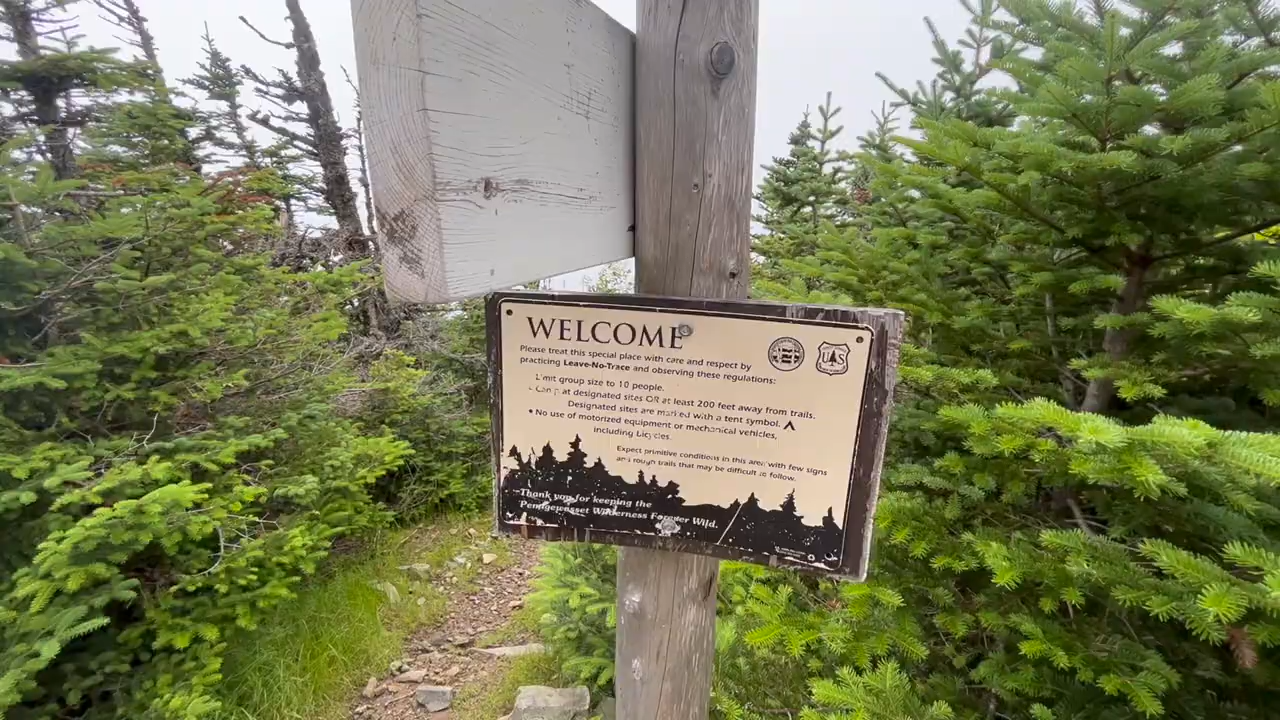 WELCOME
Please treat this special place with care and respect by
practicing Leave-No-Trace and observing these regulations:
Limit group size to 10 people.
Camp at designated sites OR at least 200 feet away from trails.
Designated sites are marked with a tent symbol.
• No use of motorized equipment or mechanical vehicles,
including bicycles.
Expect primitive conditions in this area with few signs
and rough trails that may be difficult to follow.
Thank you for keeping the
Pemigewasset Wilderness Forever Wild.
UAS